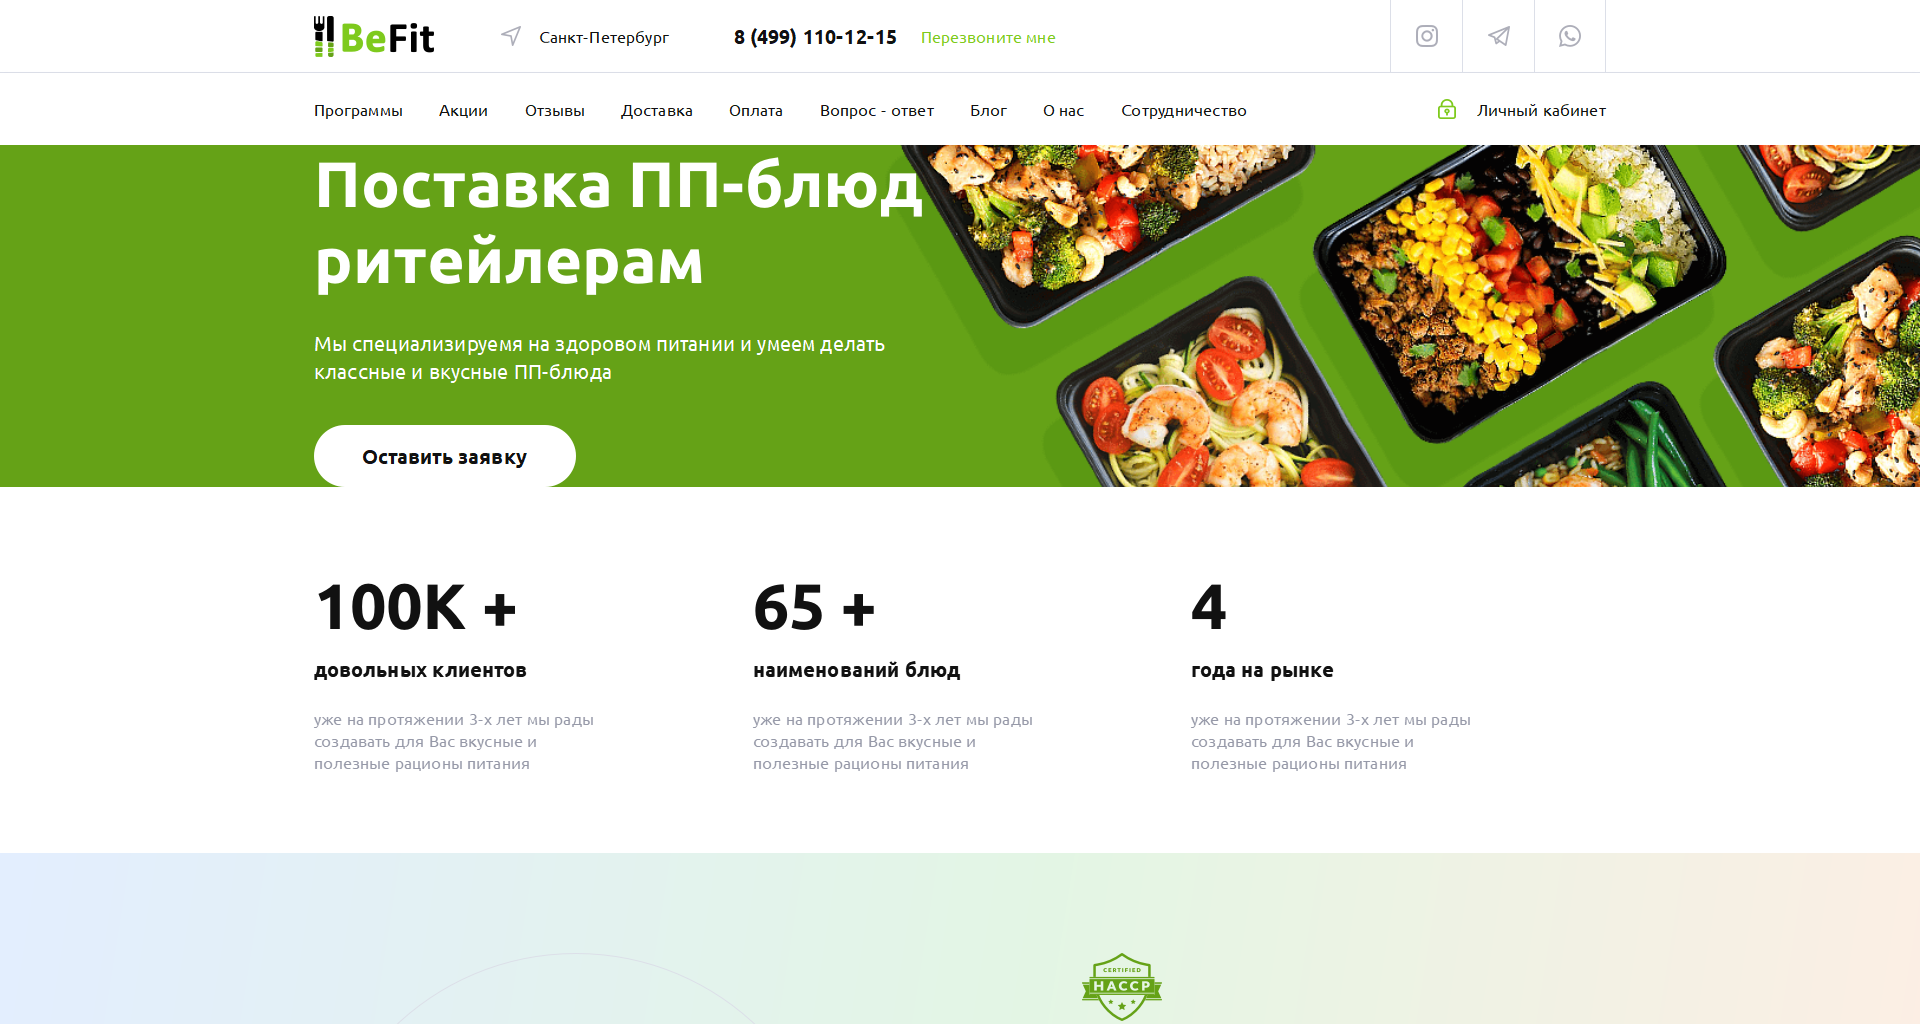 BeFit
Санкт-Петербург
8 (499) 110-12-15
Перезвоните мне
Программы
Акции
Отзывы
Доставка
Оплата
Вопрос - ответ
Блог
О нас
Сотрудничество
Личный кабинет
Поставка ПП-блюд
ритейлерам
Мы специализируемя на здоровом питании и умеем делать
классные и вкусные ПП-блюда
Оставить заявку
100K +
довольных клиентов
уже на протяжении 3-х лет мы рады
создавать для Вас вкусные и
полезные рационы питания
65 +
наименований блюд
уже на протяжении 3-х лет мы рады
создавать для Вас вкусные и
полезные рационы питания
4
года на рынке
уже на протяжении 3-х лет мы рады
создавать для Вас вкусные и
полезные рационы питания
CERTIFIED
HACCP